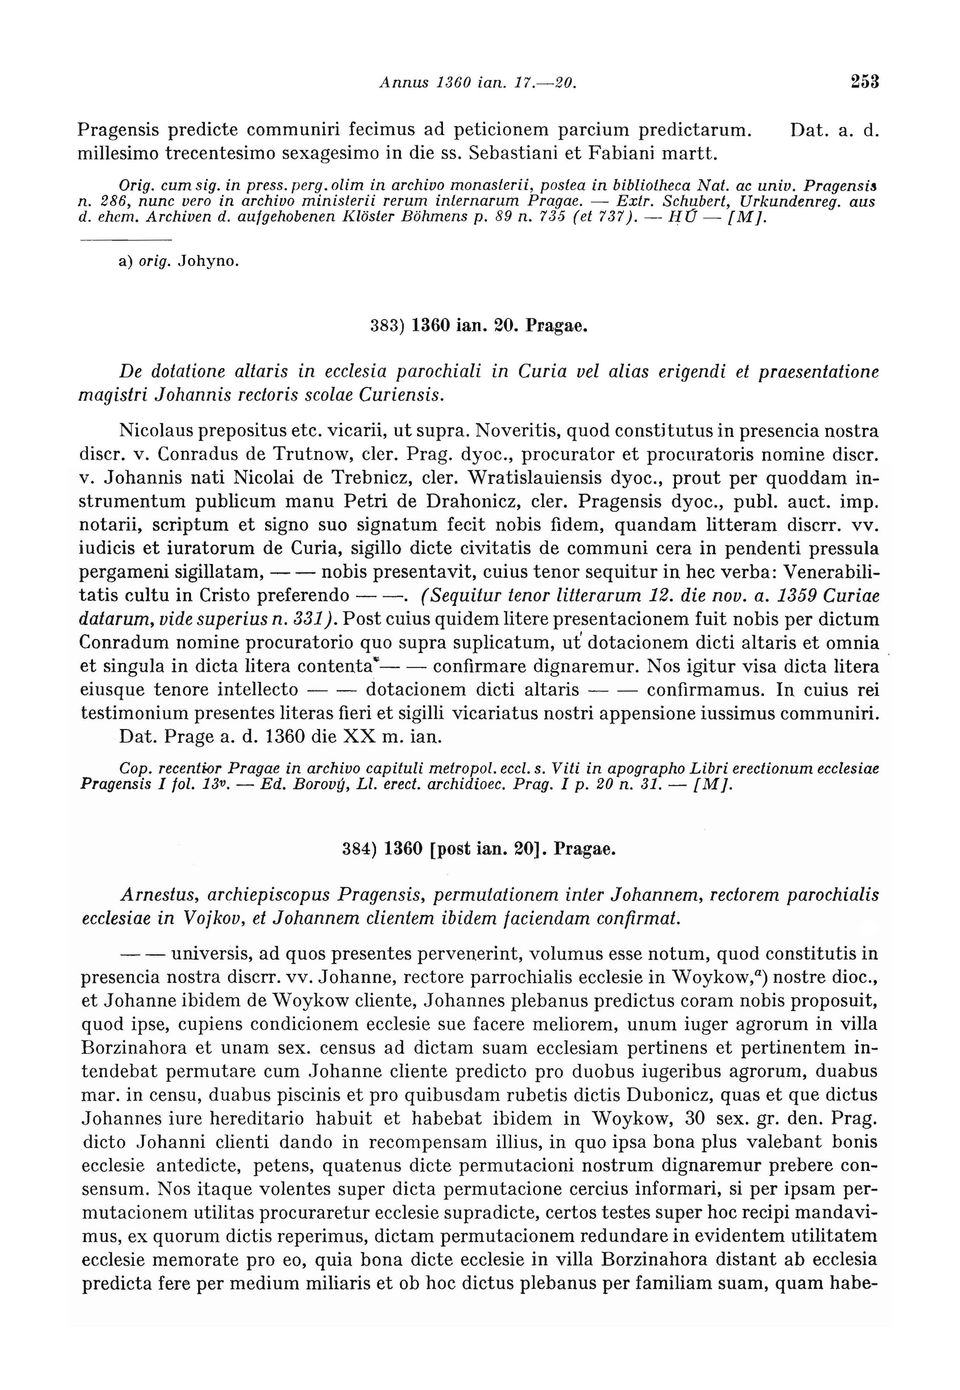 Annus 1360 ian. 17.—20. 253
Pragensis predicte communiri fecimus ad peticionem parcium predictarum. Dat. a. d.
millesimo trecentesimo sexagesimo in die ss. Sebastiani et Fabiani martt.
Orig. cum sig. in press. perg. olim in archivo monasterii, postea in bibliotheca Nat. ac univ. Pragensis
n. 286, nunc vero in archivo ministerii rerum internarum Pragae. — Extr. Schubert, Urkundenreg. aus
d. ehem. Archiven d. aufgehobenen Klöster Böhmens p. 89 n. 735 (et 737). — HÚ — [M].
a) orig. Johyno.
383) 1360 ian. 20. Pragae.
De dotatione altaris in ecclesia parochiali in Curia vel alias erigendi et praesentatione
magistri Johannis rectoris scolae Curiensis.
Nicolaus prepositus etc. vicarii, ut supra. Noveritis, quod constitutus in presencia nostra
discr. v. Conradus de Trutnow, cler. Prag. dyoc., procurator et procuratoris nomine discr.
v. Johannis nati Nicolai de Trebnicz, cler. Wratislauiensis dyoc., prout per quoddam in-
strumentum publicum manu Petri de Drahonicz, cler. Pragensis dyoc., publ. auct. imp.
notarii, scriptum et signo suo signatum fecit nobis fidem, quandam litteram discrr. vv.
iudicis et iuratorum de Curia, sigillo dicte civitatis de communi cera in pendenti pressula
pergameni sigillatam, — — nobis presentavit, cuius tenor sequitur in hec verba: Venerabili-
tatis cultu in Cristo preferendo — —. (Sequitur tenor litterarum 12. die nov. a. 1359 Curiae
datarum, vide superius n. 331). Post cuius quidem litere presentacionem fuit nobis per dictum
Conradum nomine procuratorio quo supra suplicatum, ut dotacionem dicti altaris et omnia
et singula in dicta litera contenta — — confirmare dignaremur. Nos igitur visa dicta litera
eiusque tenore intellecto — — dotacionem dicti altaris — — confirmamus. In cuius rei
testimonium presentes literas fieri et sigilli vicariatus nostri appensione iussimus communiri.
Dat. Prage a. d. 1360 die XX m. ian.
Cop. recentior Pragae in archivo capituli metropol. eccl. s. Viti in apographo Libri erectionum ecclesiae
Pragensis I fol. 13v. — Ed. Borový, Ll. erect. archidioec. Prag. I p. 20 n. 31. — [M].
384) 1360 [post ian. 20]. Pragae.
Arnestus, archiepiscopus Pragensis, permutationem inter Johannem, rectorem parochialis
ecclesiae in Vojkov, et Johannem clientem ibidem faciendam confirmat.
— — universis, ad quos presentes pervenerint, volumus esse notum, quod constitutis in
presencia nostra discrr. vv. Johanne, rectore parrochialis ecclesie in Woykow,a) nostre dioc.,
et Johanne ibidem de Woykow cliente, Johannes plebanus predictus coram nobis proposuit,
quod ipse, cupiens condicionem ecclesie sue facere meliorem, unum iuger agrorum in villa
Borzinahora et unam sex. census ad dictam suam ecclesiam pertinens et pertinentem in-
tendebat permutare cum Johanne cliente predicto pro duobus iugeribus agrorum, duabus
mar. in censu, duabus piscinis et pro quibusdam rubetis dictis Dubonicz, quas et que dictus
Johannes iure hereditario habuit et habebat ibidem in Woykow, 30 sex. gr. den. Prag.
dicto Johanni clienti dando in recompensam illius, in quo ipsa bona plus valebant bonis
ecclesie antedicte, petens, quatenus dicte permutacioni nostrum dignaremur prebere con-
sensum. Nos itaque volentes super dicta permutacione cercius informari, si per ipsam per-
mutacionem utilitas procuraretur ecclesie supradicte, certos testes super hoc recipi mandavi-
mus, ex quorum dictis reperimus, dictam permutacionem redundare in evidentem utilitatem
ecclesie memorate pro eo, quia bona dicte ecclesie in villa Borzinahora distant ab ecclesia
predicta fere per medium miliaris et ob hoc dictus plebanus per familiam suam, quam habe-